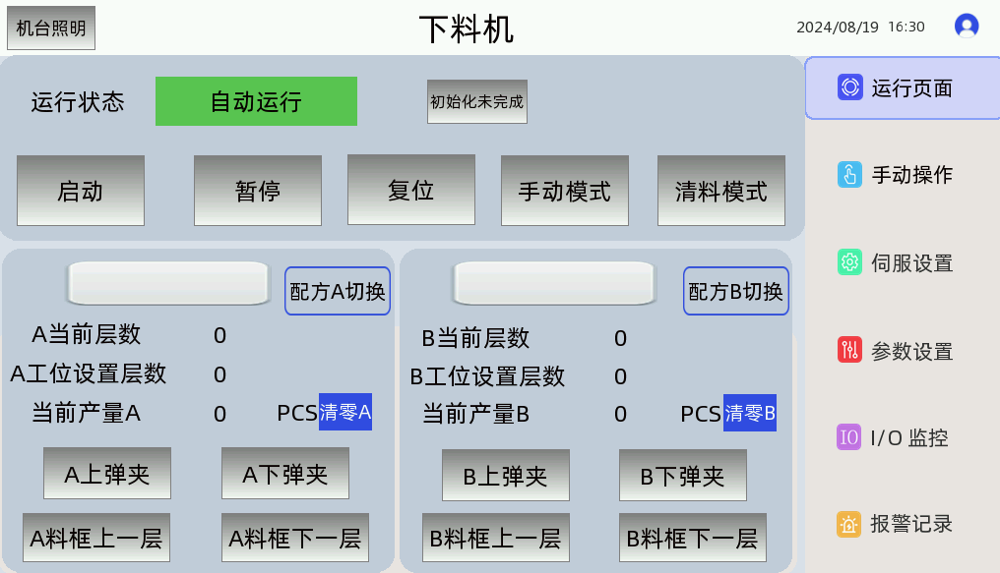 机台照明
下料机
2024/08/19 16:30
运行状态
自动运行
初始化未完成
启动
暂停
复位
手动模式
清料模式
配方A切换
A当前层数 0
A工位设置层数 0
当前产量A 0 PCS 清零A
A上弹夹
A下弹夹
A料框上一层
A料框下一层
配方B切换
B当前层数 0
B工位设置层数 0
当前产量B 0 PCS 清零B
B上弹夹
B下弹夹
B料框上一层
B料框下一层
运行页面
手动操作
伺服设置
参数设置
IO I/O 监控
报警记录